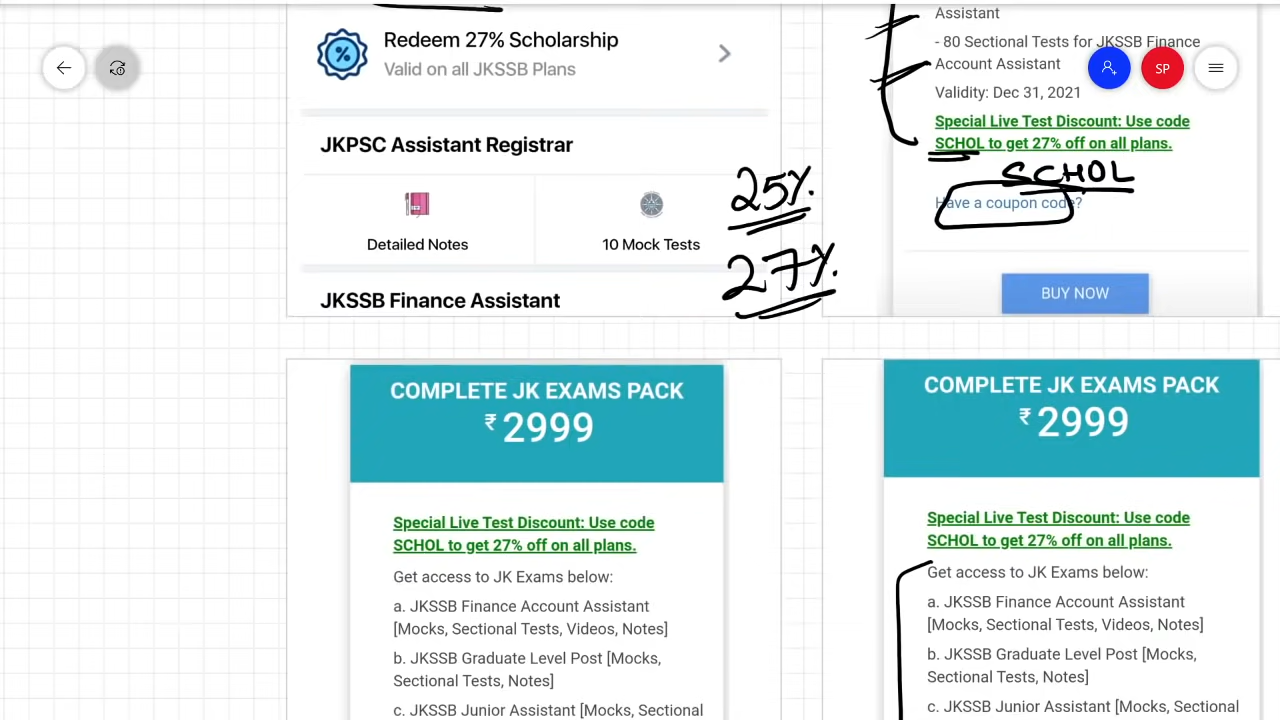 Redeem 27% Scholarship
Valid on all JKSSB Plans
JKPSC Assistant Registrar
Detailed Notes
10 Mock Tests
JKSSB Finance Assistant
25%.
27%.
Assistant
- 80 Sectional Tests for JKSSB Finance
Account Assistant
Validity: Dec 31, 2021
Special Live Test Discount: Use code
SCHOL to get 27% off on all plans.
SCHOL
Have a coupon code?
BUY NOW
SP
COMPLETE JK EXAMS PACK
₹ 2999
Special Live Test Discount: Use code
SCHOL to get 27% off on all plans.
Get access to JK Exams below:
a. JKSSB Finance Account Assistant
[Mocks, Sectional Tests, Videos, Notes]
b. JKSSB Graduate Level Post [Mocks,
Sectional Tests, Notes]
c. JKSSB Junior Assistant [Mocks, Sectional
COMPLETE JK EXAMS PACK
₹ 2999
Special Live Test Discount: Use code
SCHOL to get 27% off on all plans.
Get access to JK Exams below:
a. JKSSB Finance Account Assistant
[Mocks, Sectional Tests, Videos, Notes]
b. JKSSB Graduate Level Post [Mocks,
Sectional Tests, Notes]
c. JKSSB Junior Assistant [Mocks, Sectional